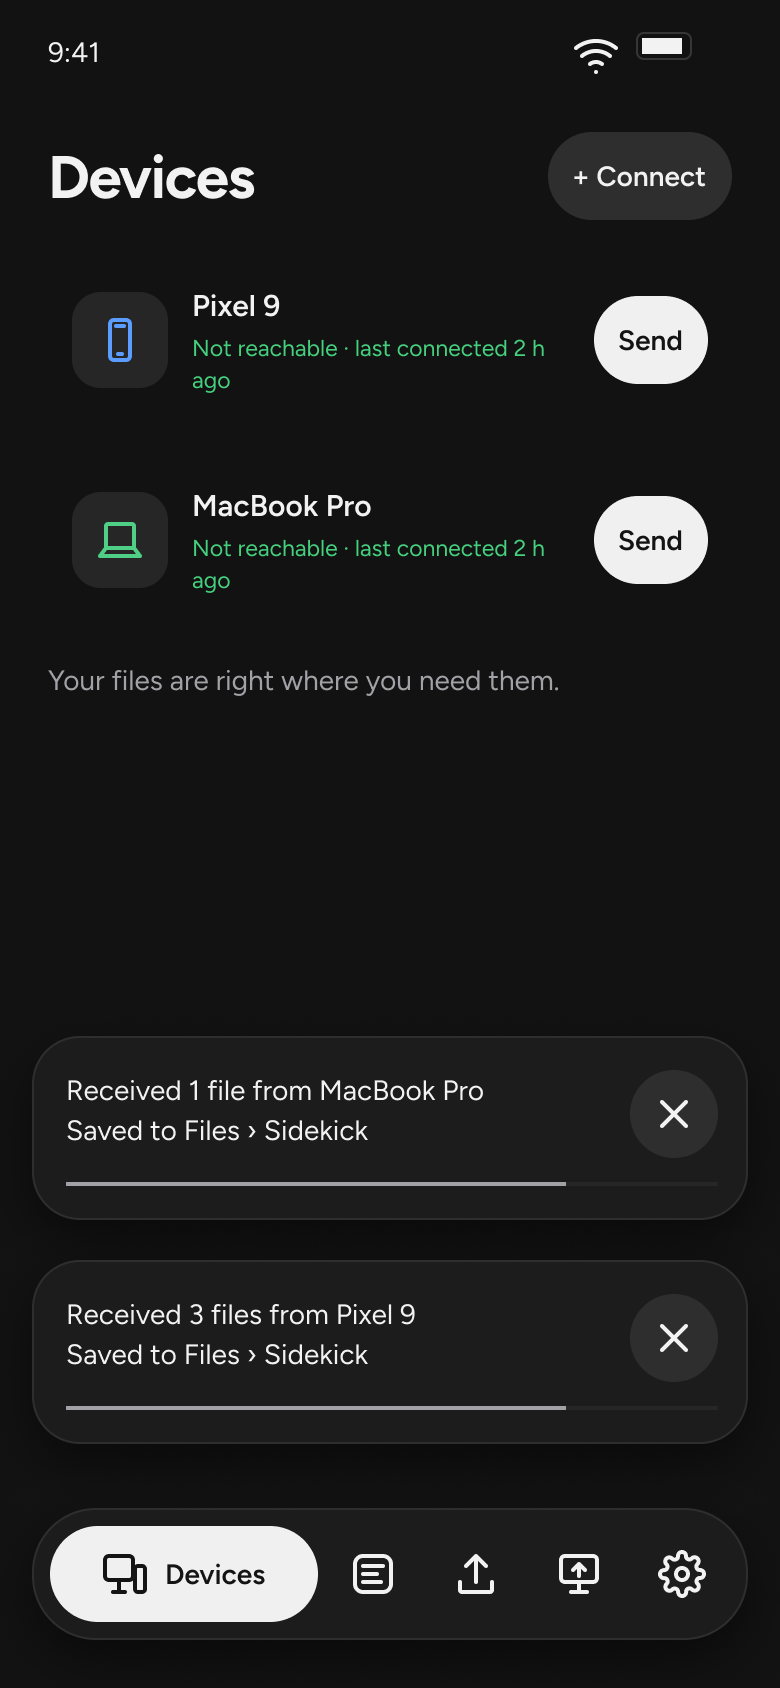 9:41
Devices
+ Connect
Pixel 9
Not reachable · last connected 2 h
ago
Send
MacBook Pro
Not reachable · last connected 2 h
ago
Send
Your files are right where you need them.
Received 1 file from MacBook Pro
Saved to Files › Sidekick
Received 3 files from Pixel 9
Saved to Files › Sidekick
Devices